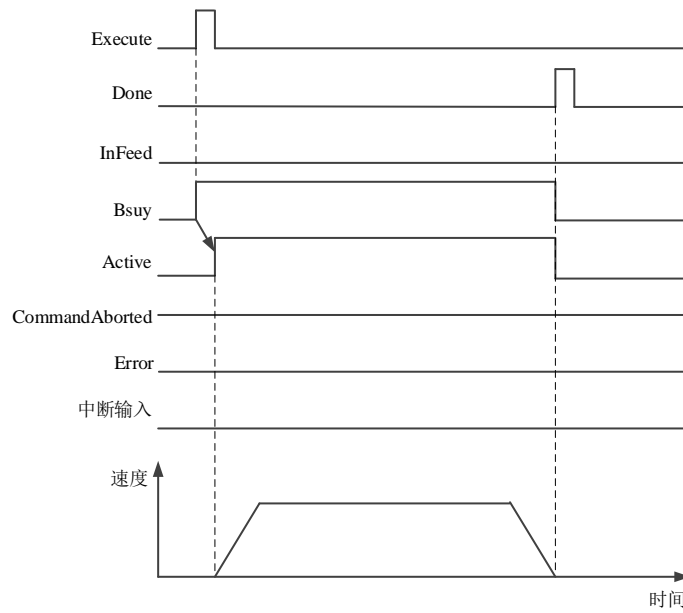 Execute
Done
InFeed
Bsuy
Active
CommandAborted
Error
中断输入
速度
时间